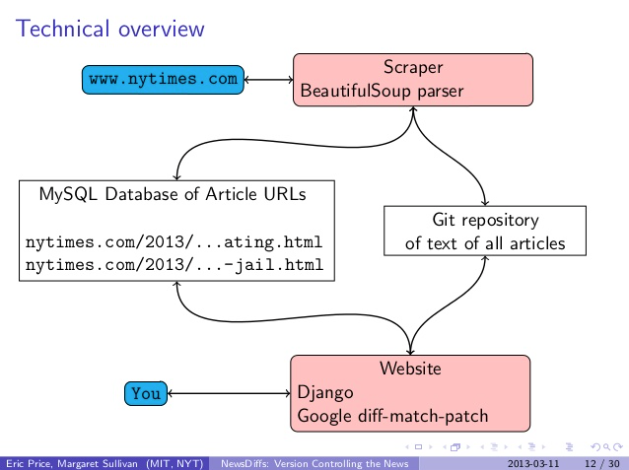 Technical overview
www.nytimes.com
Scraper
BeautifulSoup parser
MySQL Database of Article URLs
nytimes.com/2013/...ating.html
nytimes.com/2013/...-jail.html
Git repository
of text of all articles
Website
Django
Google diff-match-patch
You
Eric Price, Margaret Sullivan (MIT, NYT)
NewsDiffs: Version Controlling the News
2013-03-11
12 / 30